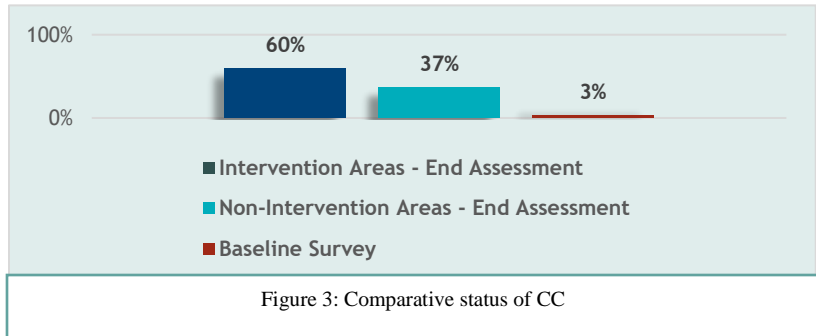 100%
60%
37%
3%
0%
Intervention Areas - End Assessment
Non-Intervention Areas - End Assessment
Baseline Survey
Figure 3: Comparative status of CC